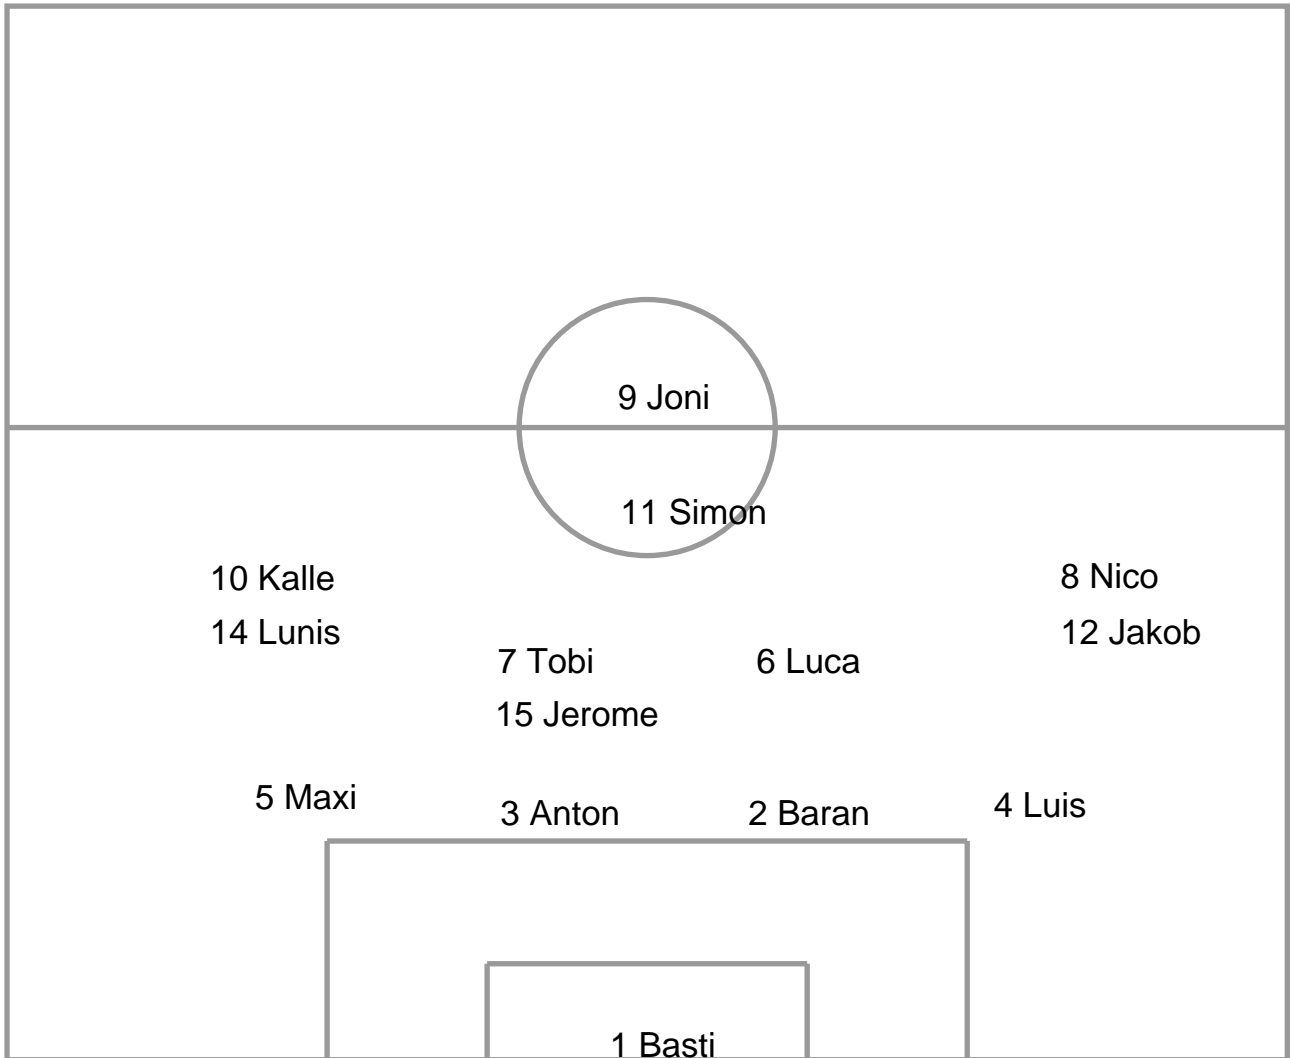 9 Joni
11 Simon
10 Kalle
8 Nico
14 Lunis
12 Jakob
7 Tobi
6 Luca
15 Jerome
5 Maxi
3 Anton
2 Baran
4 Luis
1 Basti